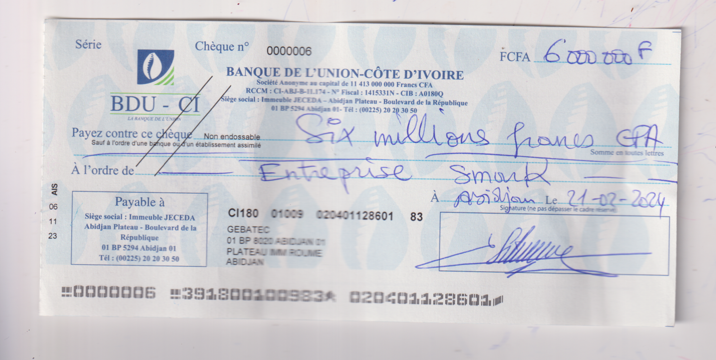 Série
Chèque n° 0000006
FCFA 6 000 000 F
BANQUE DE L'UNION-CÔTE D'IVOIRE
Société Anonyme au capital de 11 413 000 000 Francs CFA
RCCM : CI-ABJ-B-11.174 - N° Fiscal : 1415331N - CIB : A0180Q
Siège social : Immeuble JECEDA - Abidjan Plateau - Boulevard de la République
01 BP 5294 Abidjan 01 - Tél : (00225) 20 20 30 50
BDU - CI
LA BANQUE DE L'UNION
Payez contre ce chèque Non endossable Six millions francs CFA
Sauf à l'ordre d'une banque ou d'un établissement assimilé
Somme en toutes lettres
À l'ordre de Entreprise
À Abidjan Le 21-02-2024
Signature (ne pas dépasser le cadre réservé)
AIS
06
11
23
Payable à
Siège social : Immeuble JECEDA
Abidjan Plateau - Boulevard de la
République
01 BP 5294 Abidjan 01
Tél : (00225) 20 20 30 50
CI180 01009 020401128601 83
GEBATEC
01 BP 8020 ABIDJAN 01
PLATEAU IMM ROUME
ABIDJAN
0000006 391800100983 020401128601